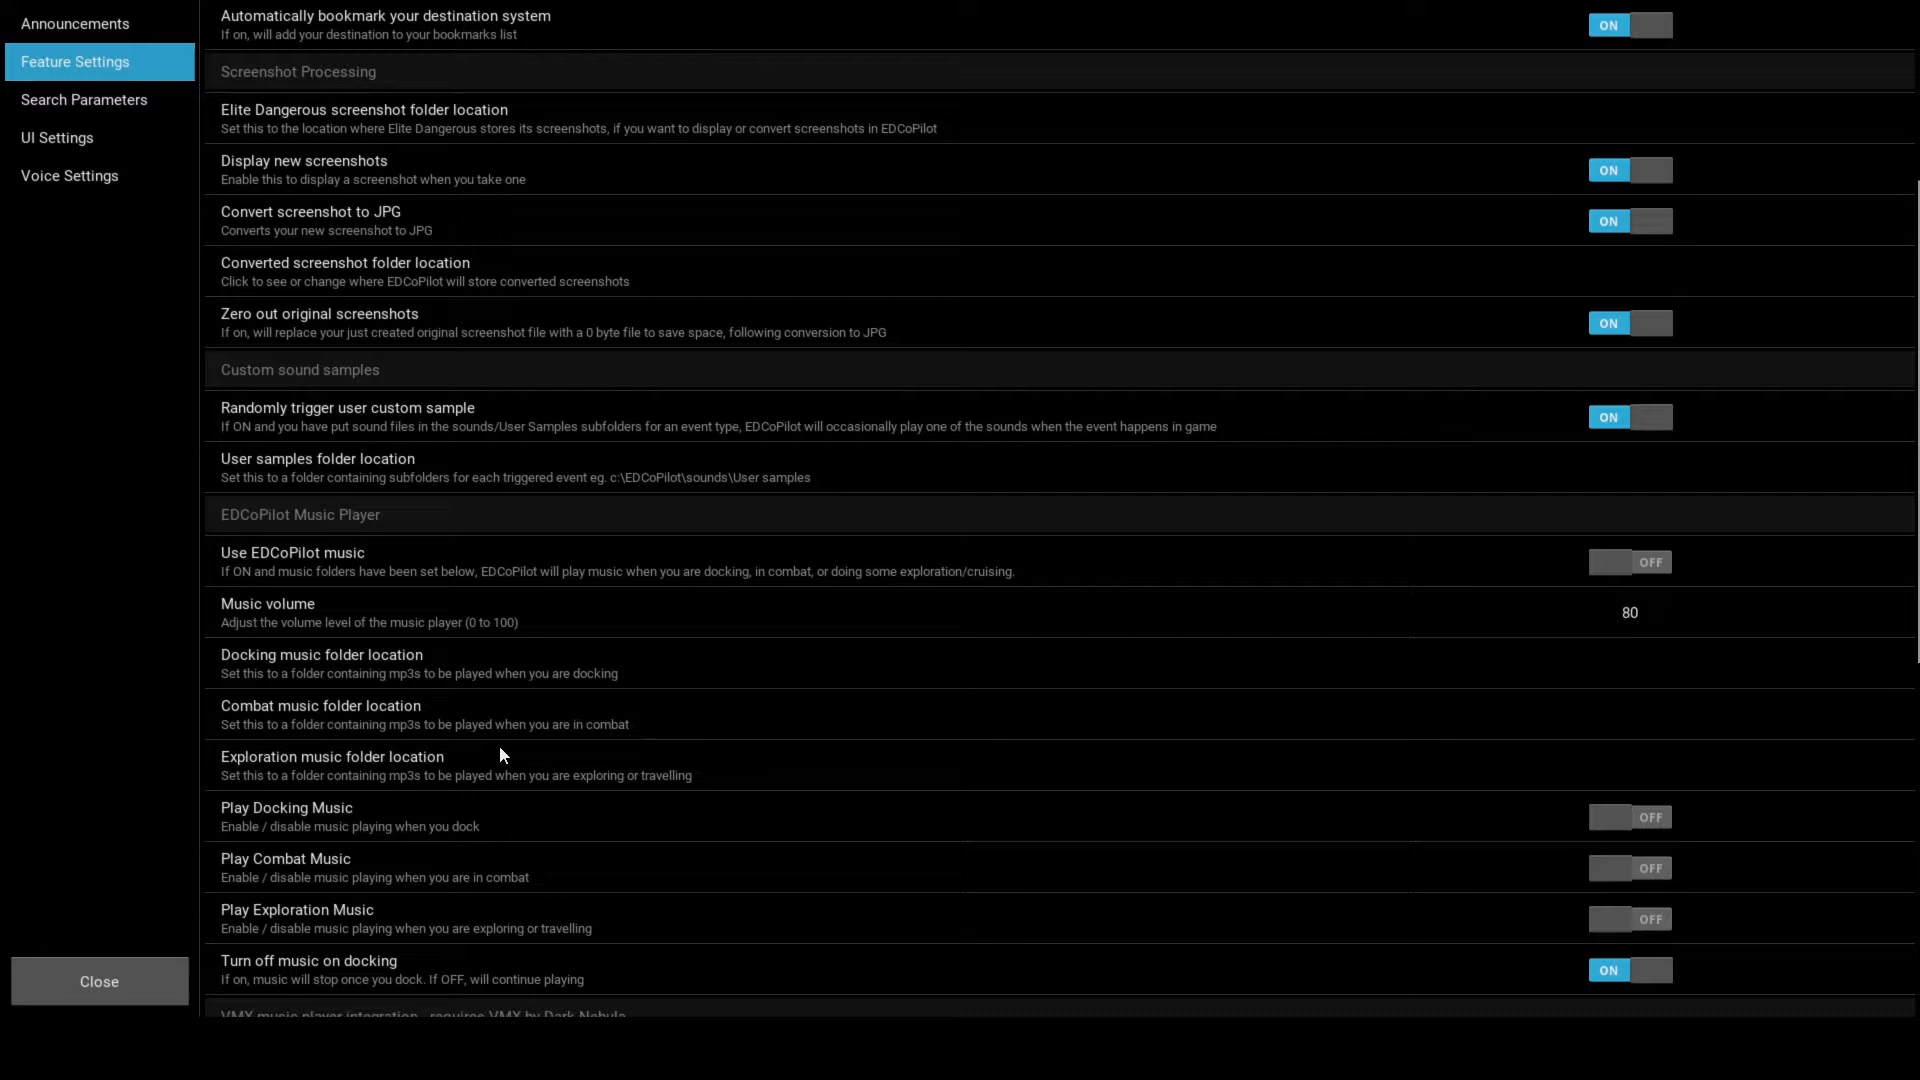 Announcements
Feature Settings
Search Parameters
UI Settings
Voice Settings
Close
Automatically bookmark your destination system
ON
If on, will add your destination to your bookmarks list
Screenshot Processing
Elite Dangerous screenshot folder location
Set this to the location where Elite Dangerous stores its screenshots, if you want to display or convert screenshots in EDCoPilot
Display new screenshots
ON
Enable this to display a screenshot when you take one
Convert screenshot to JPG
ON
Converts your new screenshot to JPG
Converted screenshot folder location
Click to see or change where EDCoPilot will store converted screenshots
Zero out original screenshots
ON
If on, will replace your just created original screenshot file with a 0 byte file to save space, following conversion to JPG
Custom sound samples
Randomly trigger user custom sample
ON
If ON and you have put sound files in the sounds/User Samples subfolders for an event type, EDCoPilot will occasionally play one of the sounds when the event happens in game
User samples folder location
Set this to a folder containing subfolders for each triggered event eg. c:\EDCoPilot\sounds\User samples
EDCoPilot Music Player
Use EDCoPilot music
OFF
If ON and music folders have been set below, EDCoPilot will play music when you are docking, in combat, or doing some exploration/cruising.
Music volume
80
Adjust the volume level of the music player (0 to 100)
Docking music folder location
Set this to a folder containing mp3s to be played when you are docking
Combat music folder location
Set this to a folder containing mp3s to be played when you are in combat
Exploration music folder location
Set this to a folder containing mp3s to be played when you are exploring or travelling
Play Docking Music
OFF
Enable / disable music playing when you dock
Play Combat Music
OFF
Enable / disable music playing when you are in combat
Play Exploration Music
OFF
Enable / disable music playing when you are exploring or travelling
Turn off music on docking
ON
If on, music will stop once you dock. If OFF, will continue playing
VMX music player integration - requires VMX by Dark Nebula